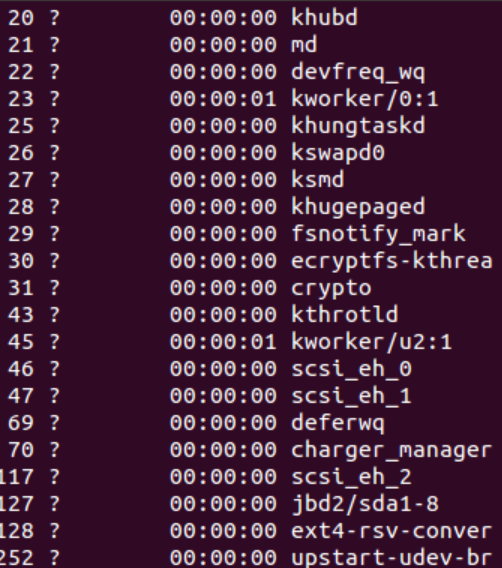 20 ? 00:00:00 khubd
21 ? 00:00:00 md
22 ? 00:00:00 devfreq_wq
23 ? 00:00:01 kworker/0:1
25 ? 00:00:00 khungtaskd
26 ? 00:00:00 kswapd0
27 ? 00:00:00 ksmd
28 ? 00:00:00 khugepaged
29 ? 00:00:00 fsnotify_mark
30 ? 00:00:00 ecryptfs-kthrea
31 ? 00:00:00 crypto
43 ? 00:00:00 kthrotld
45 ? 00:00:01 kworker/u2:1
46 ? 00:00:00 scsi_eh_0
47 ? 00:00:00 scsi_eh_1
69 ? 00:00:00 deferwq
70 ? 00:00:00 charger_manager
117 ? 00:00:00 scsi_eh_2
127 ? 00:00:00 jbd2/sda1-8
128 ? 00:00:00 ext4-rsv-conver
252 ? 00:00:00 upstart-udev-br